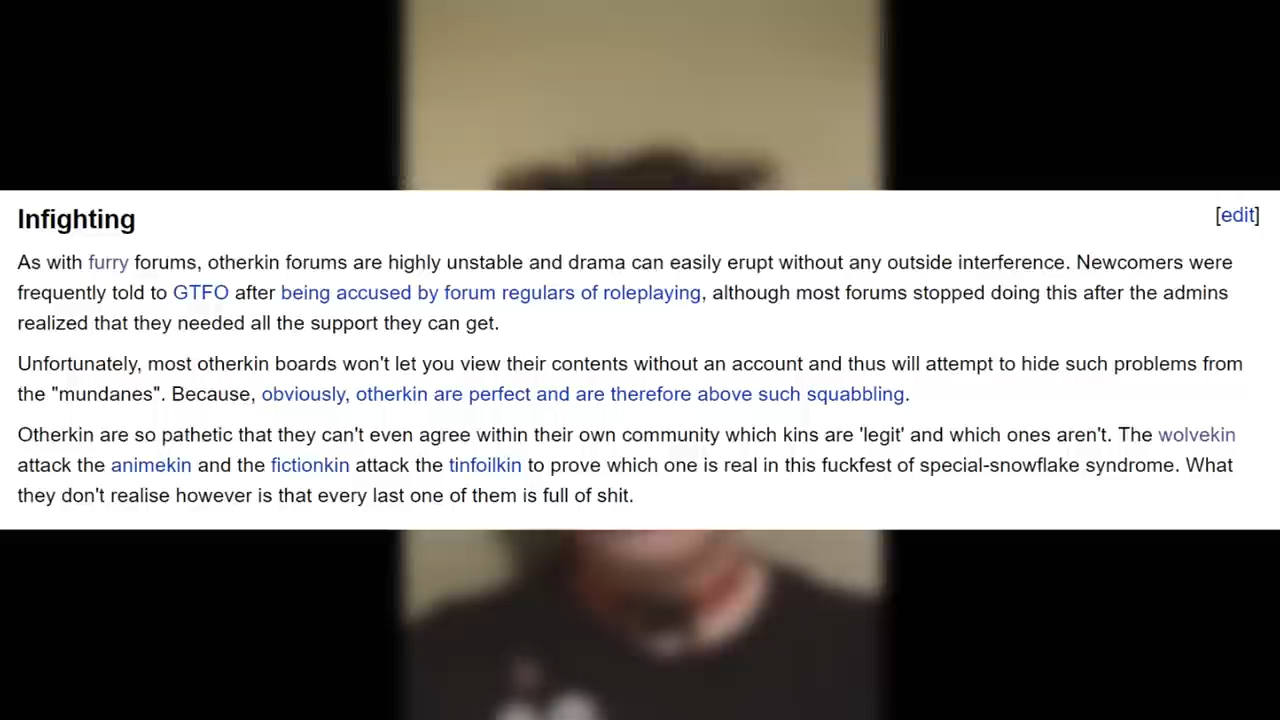 Infighting
[edit]
As with furry forums, otherkin forums are highly unstable and drama can easily erupt without any outside interference. Newcomers were
frequently told to GTFO after being accused by forum regulars of roleplaying, although most forums stopped doing this after the admins
realized that they needed all the support they can get.
Unfortunately, most otherkin boards won't let you view their contents without an account and thus will attempt to hide such problems from
the "mundanes". Because, obviously, otherkin are perfect and are therefore above such squabbling.
Otherkin are so pathetic that they can't even agree within their own community which kins are 'legit' and which ones aren't. The wolvekin
attack the animekin and the fictionkin attack the tinfoilkin to prove which one is real in this fuckfest of special-snowflake syndrome. What
they don't realise however is that every last one of them is full of shit.